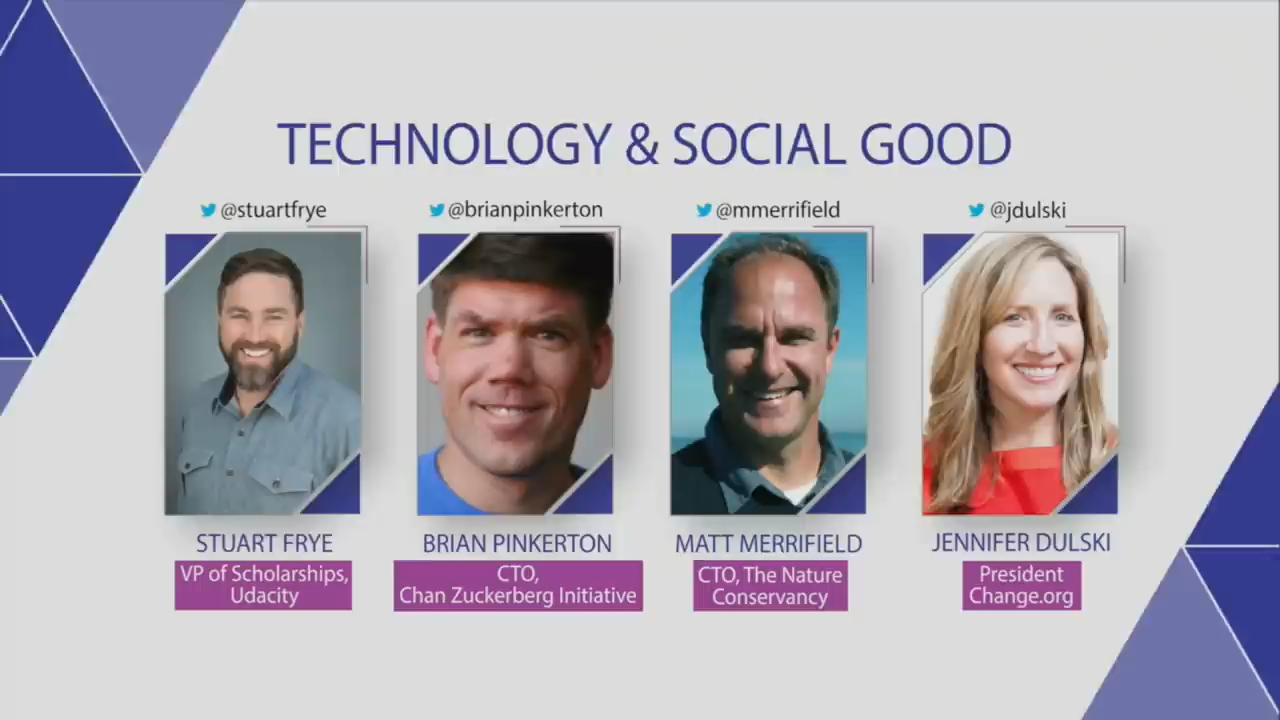 TECHNOLOGY & SOCIAL GOOD
@stuartfrye
@brianpinkerton
@mmerrifield
@jdulski
STUART FRYE
VP of Scholarships,
Udacity
BRIAN PINKERTON
CTO,
Chan Zuckerberg Initiative
MATT MERRIFIELD
CTO, The Nature
Conservancy
JENNIFER DULSKI
President
Change.org